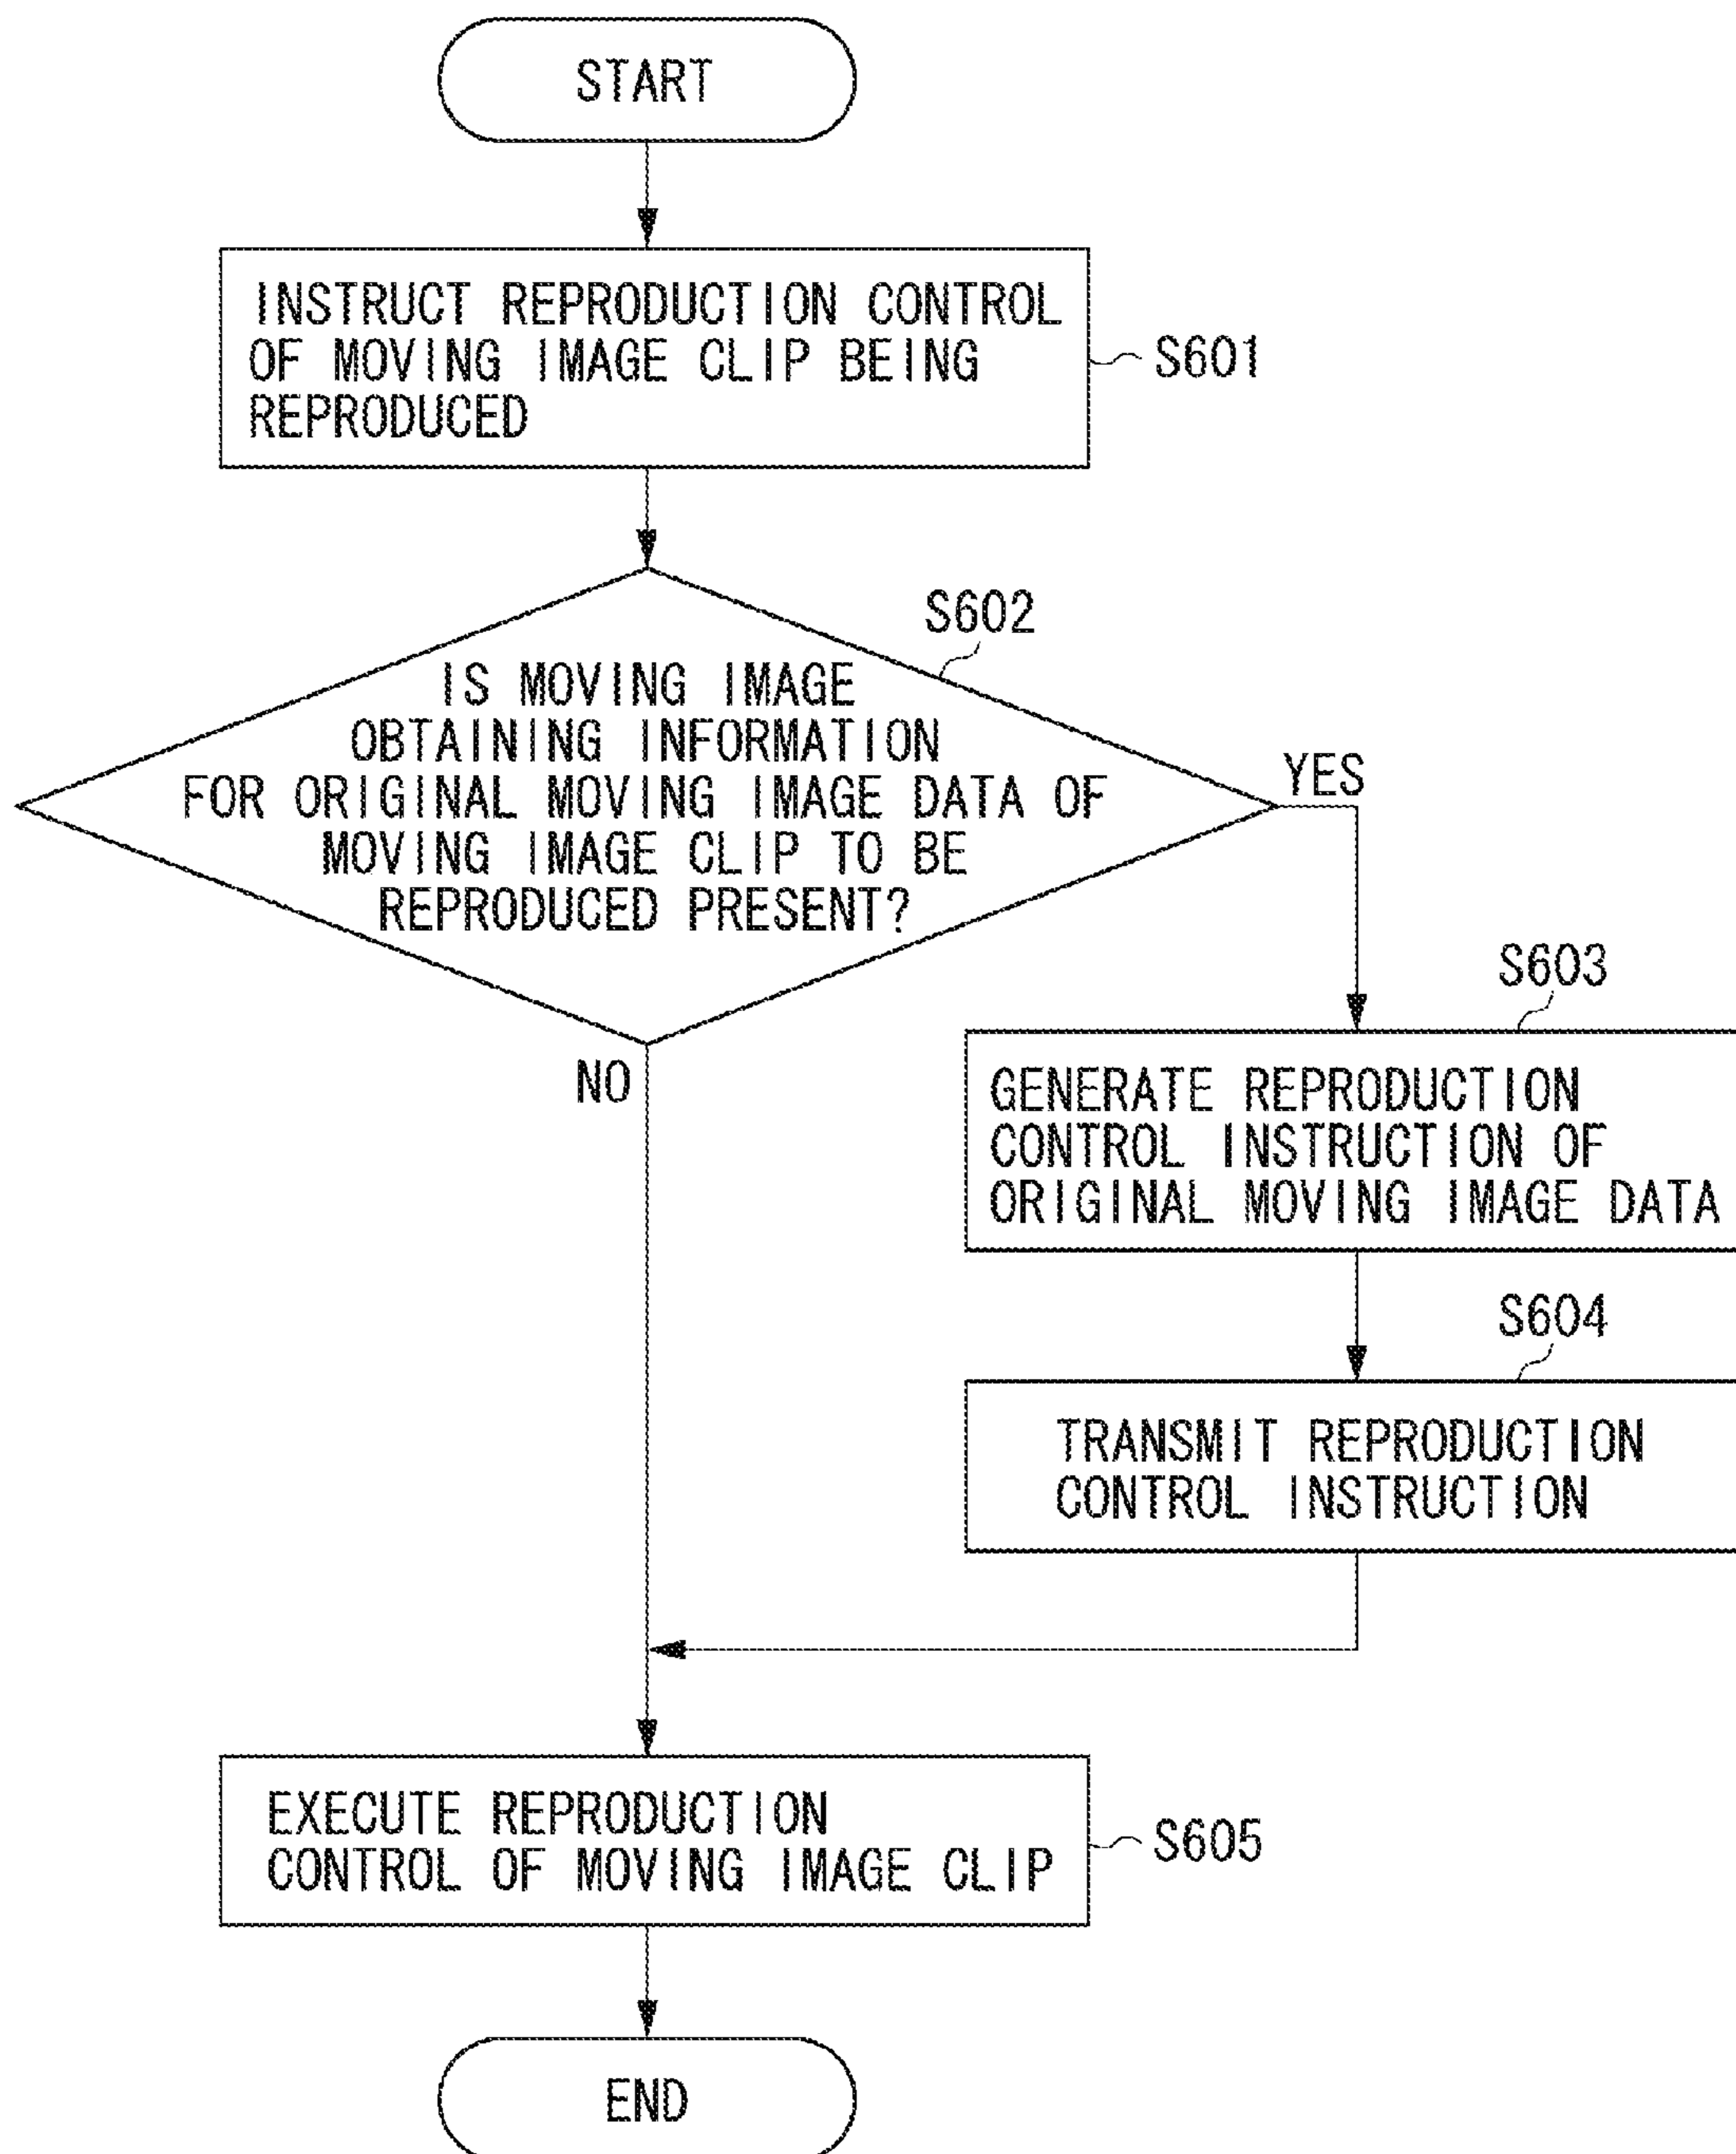 START
INSTRUCT REPRODUCTION CONTROL
OF MOVING IMAGE CLIP BEING
REPRODUCED
S601
S602
IS MOVING IMAGE
OBTAINING INFORMATION
FOR ORIGINAL MOVING IMAGE DATA OF
MOVING IMAGE CLIP TO BE
REPRODUCED PRESENT?
YES
NO
S603
GENERATE REPRODUCTION
CONTROL INSTRUCTION OF
ORIGINAL MOVING IMAGE DATA
S604
TRANSMIT REPRODUCTION
CONTROL INSTRUCTION
EXECUTE REPRODUCTION
CONTROL OF MOVING IMAGE CLIP
S605
END